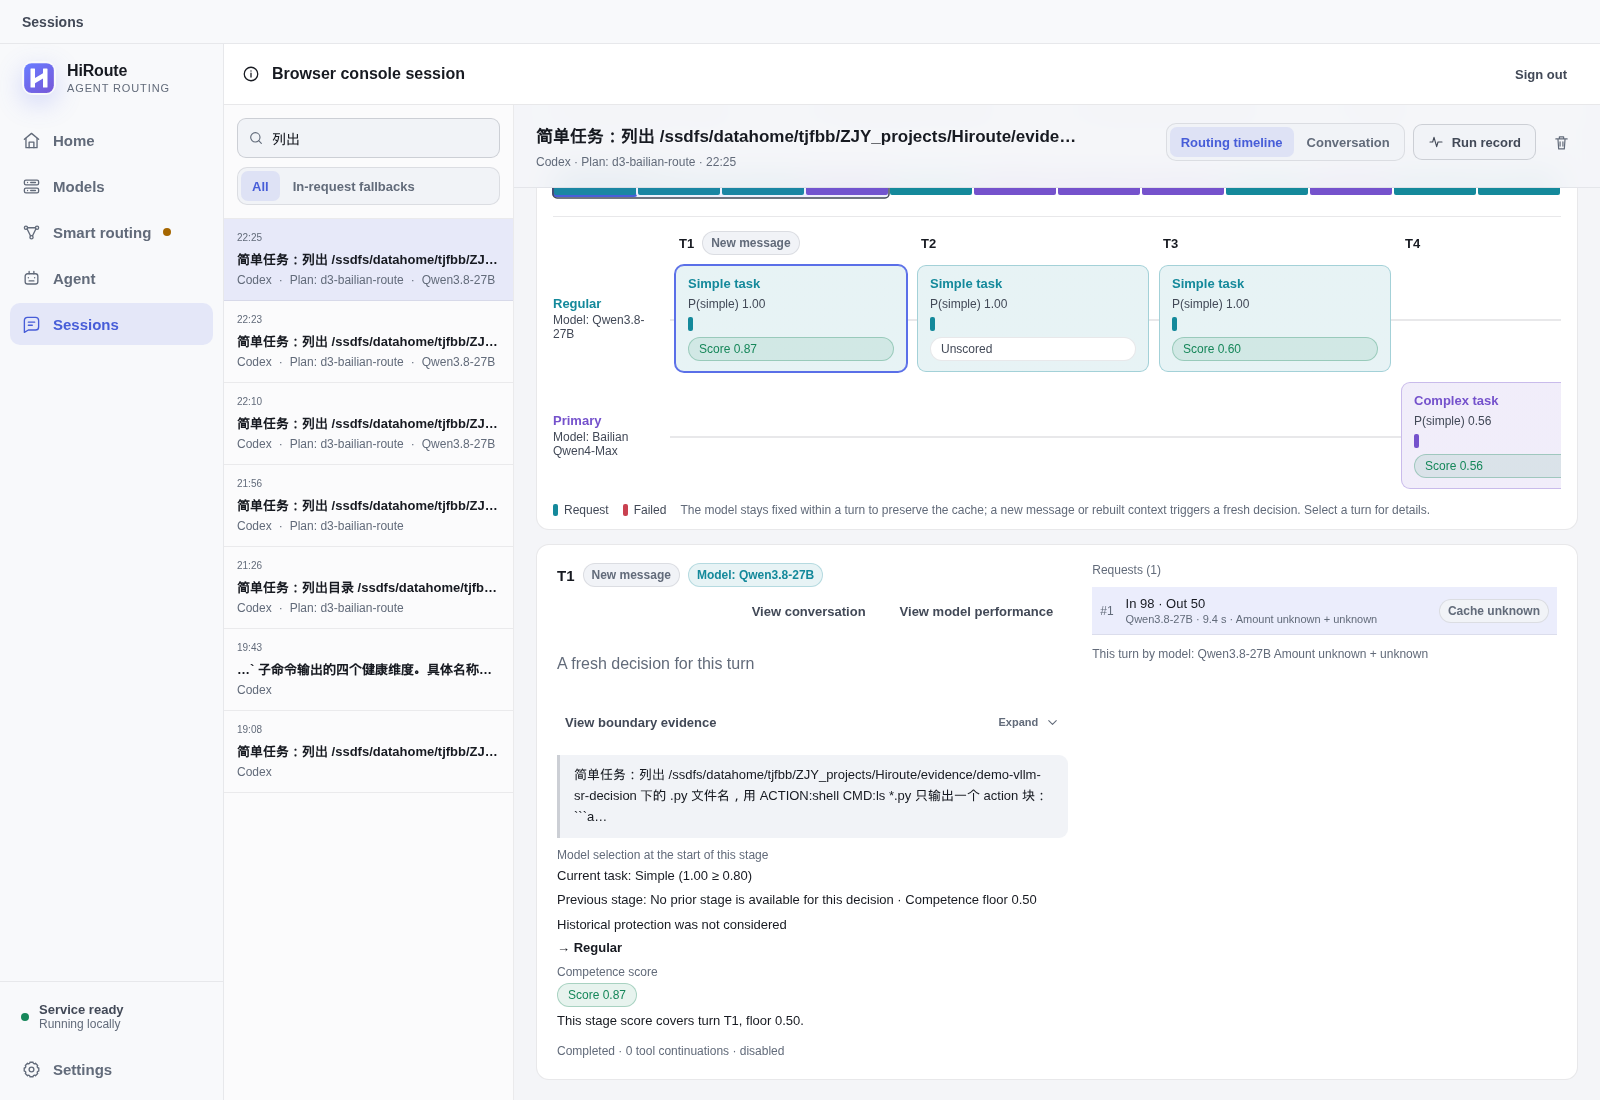 Sessions
HiRoute
AGENT ROUTING
Home
Models
Smart routing
Agent
Sessions
Service ready
Running locally
Settings
Browser console session
Sign out
列出
All
In-request fallbacks
22:25
简单任务：列出 /ssdfs/datahome/tjfbb/ZJ…
Codex · Plan: d3-bailian-route · Qwen3.8-27B
22:23
简单任务：列出 /ssdfs/datahome/tjfbb/ZJ…
Codex · Plan: d3-bailian-route · Qwen3.8-27B
22:10
简单任务：列出 /ssdfs/datahome/tjfbb/ZJ…
Codex · Plan: d3-bailian-route · Qwen3.8-27B
21:56
简单任务：列出 /ssdfs/datahome/tjfbb/ZJ…
Codex · Plan: d3-bailian-route
21:26
简单任务：列出目录 /ssdfs/datahome/tjfb…
Codex · Plan: d3-bailian-route
19:43
…` 子命令输出的四个健康维度。具体名称…
Codex
19:08
简单任务：列出 /ssdfs/datahome/tjfbb/ZJ…
Codex
简单任务：列出 /ssdfs/datahome/tjfbb/ZJY_projects/Hiroute/evide…
Codex · Plan: d3-bailian-route · 22:25
Routing timeline
Conversation
Run record
T1 New message
T2
T3
T4
Regular
Model: Qwen3.8-
27B
Simple task
P(simple) 1.00
Score 0.87
Simple task
P(simple) 1.00
Unscored
Simple task
P(simple) 1.00
Score 0.60
Primary
Model: Bailian
Qwen4-Max
Complex task
P(simple) 0.56
Score 0.56
Request
Failed
The model stays fixed within a turn to preserve the cache; a new message or rebuilt context triggers a fresh decision. Select a turn for details.
T1 New message Model: Qwen3.8-27B
View conversation
View model performance
A fresh decision for this turn
View boundary evidence
Expand
简单任务：列出 /ssdfs/datahome/tjfbb/ZJY_projects/Hiroute/evidence/demo-vllm-
sr-decision 下的 .py 文件名，用 ACTION:shell CMD:ls *.py 只输出一个 action 块：
```a…
Model selection at the start of this stage
Current task: Simple (1.00 ≥ 0.80)
Previous stage: No prior stage is available for this decision · Competence floor 0.50
Historical protection was not considered
→ Regular
Competence score
Score 0.87
This stage score covers turn T1, floor 0.50.
Completed · 0 tool continuations · disabled
Requests (1)
#1
In 98 · Out 50
Qwen3.8-27B · 9.4 s · Amount unknown + unknown
Cache unknown
This turn by model: Qwen3.8-27B Amount unknown + unknown